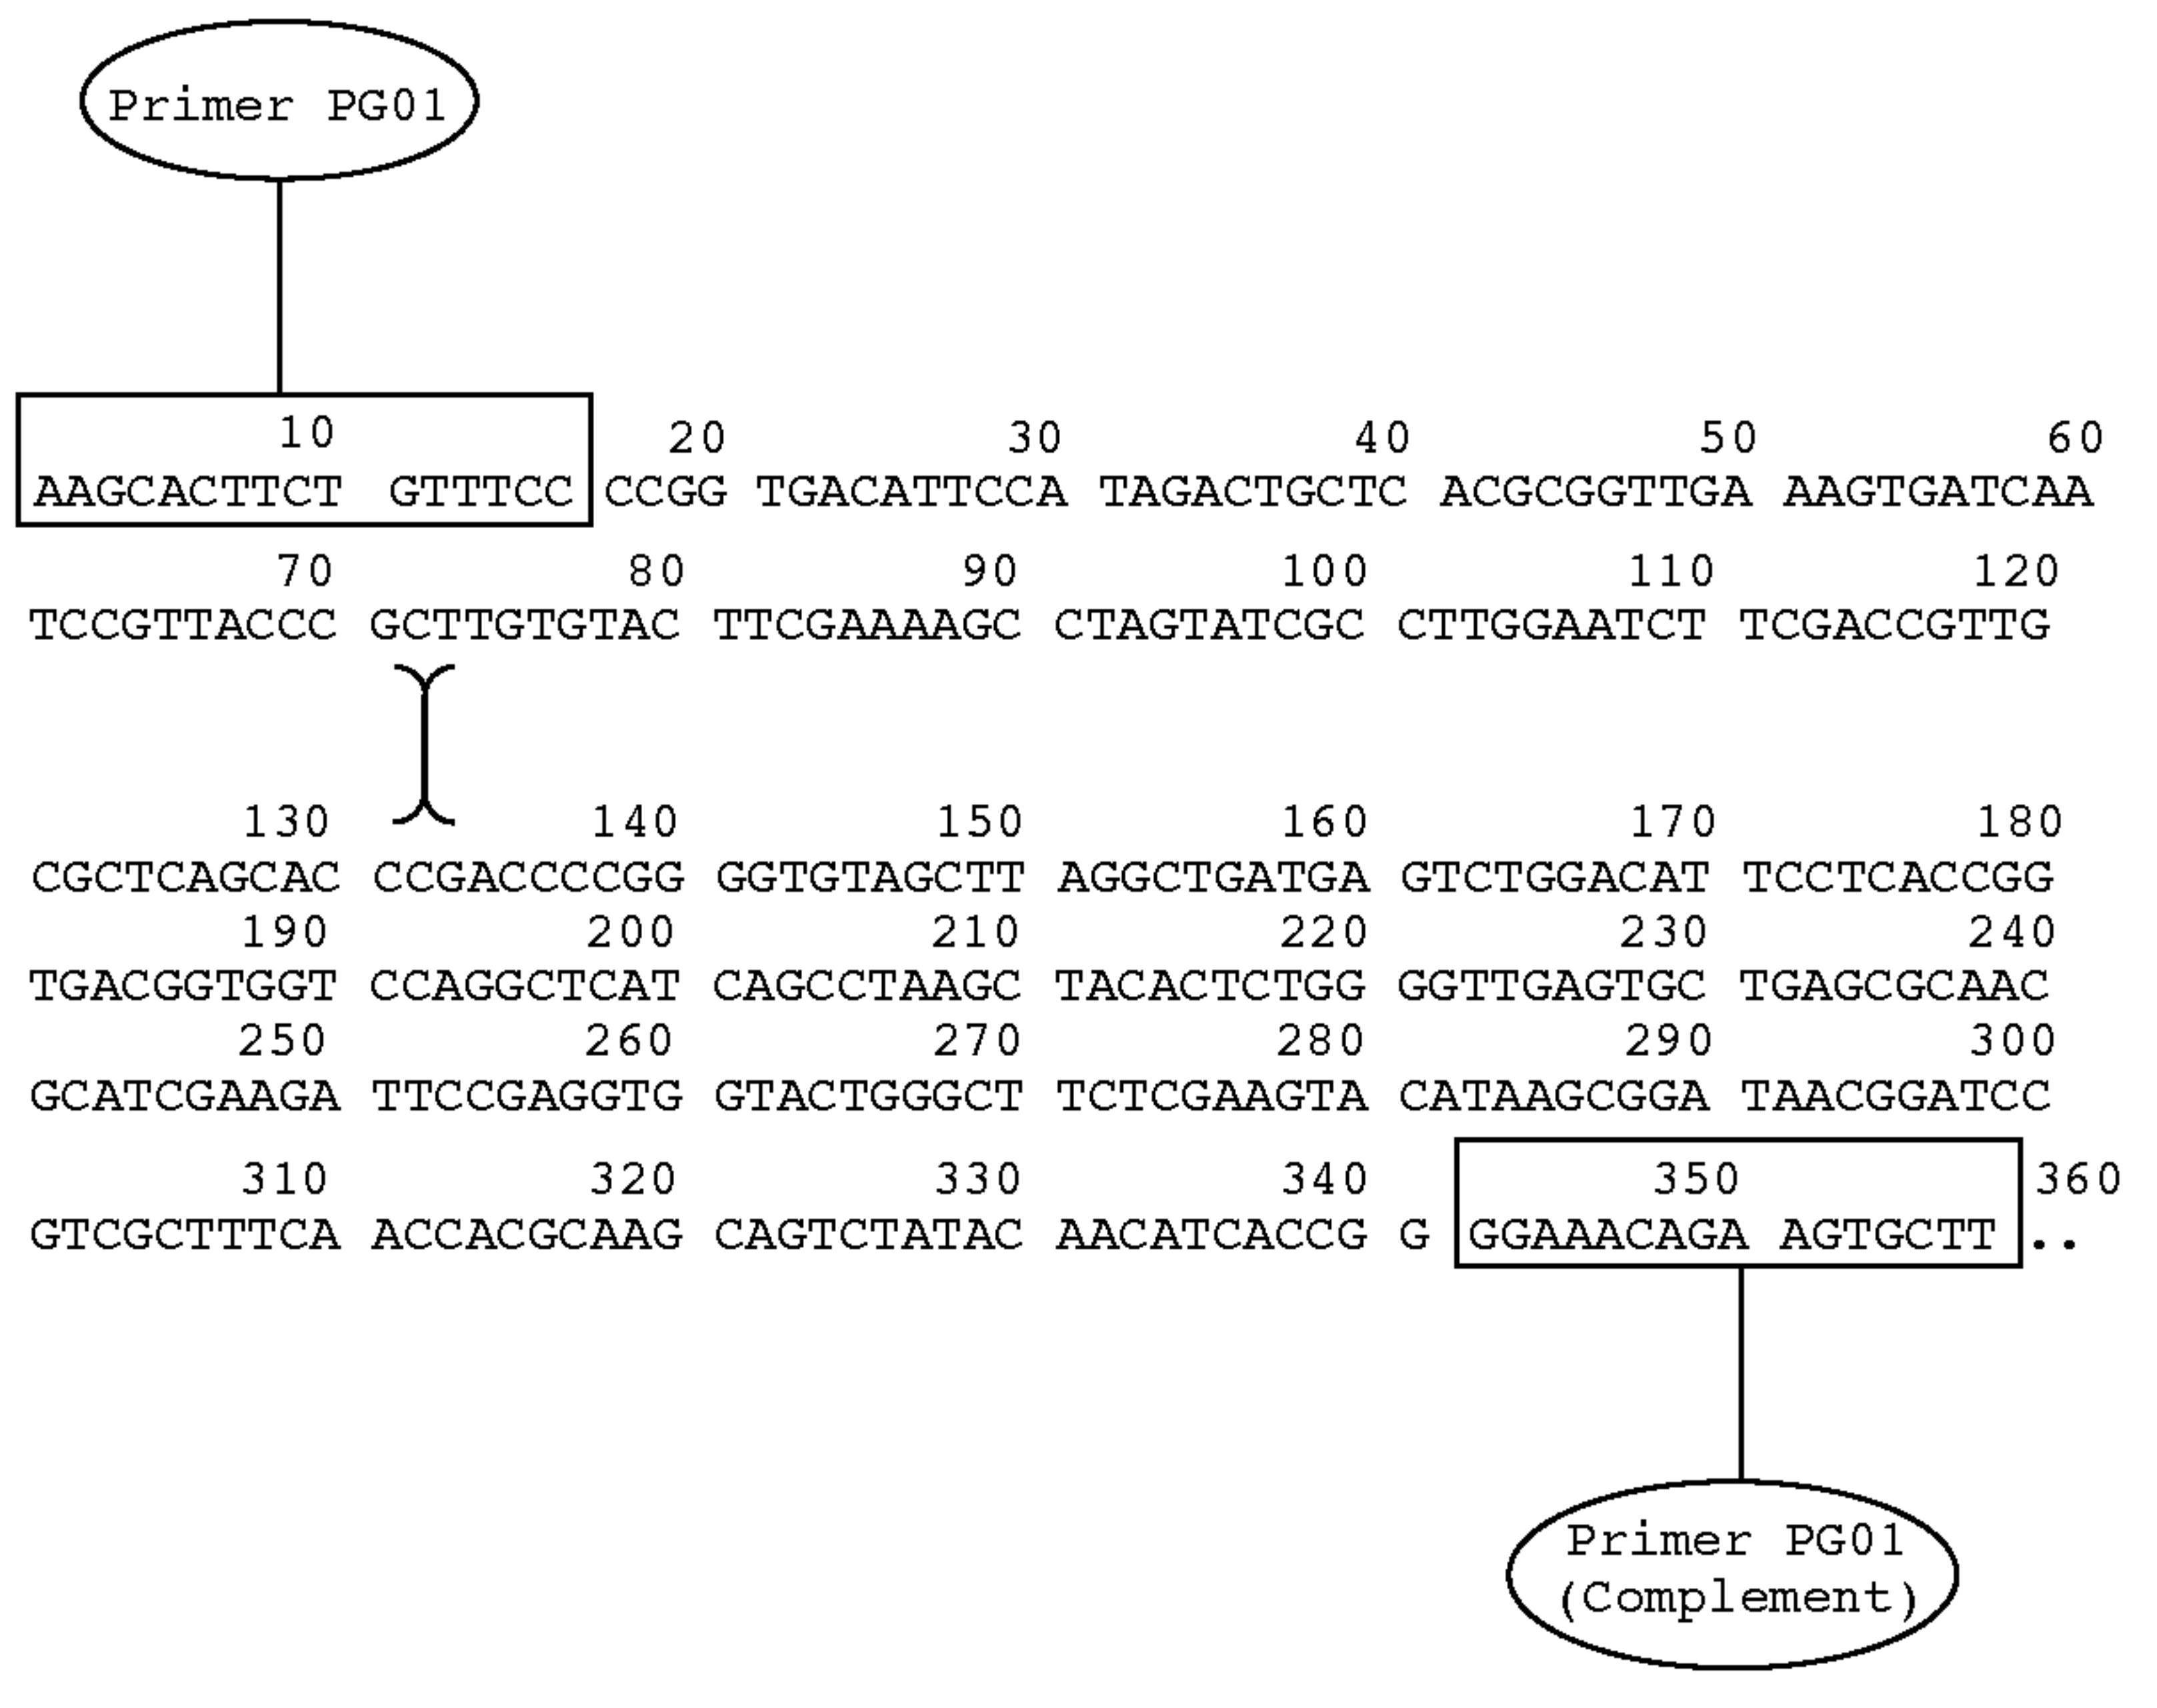 Primer PG01
10 20 30 40 50 60
AAGCACTTCT GTTTCC CCGG TGACATTCCA TAGACTGCTC ACGCGGTTGA AAGTGATCAA
70 80 90 100 110 120
TCCGTTACCC GCTTGTGTAC TTCGAAAAGC CTAGTATCGC CTTGGAATCT TCGACCGTTG
130 140 150 160 170 180
CGCTCAGCAC CCGACCCCGG GGTGTAGCTT AGGCTGATGA GTCTGGACAT TCCTCACCGG
190 200 210 220 230 240
TGACGGTGGT CCAGGCTCAT CAGCCTAAGC TACACTCTGG GGTTGAGTGC TGAGCGCAAC
250 260 270 280 290 300
GCATCGAAGA TTCCGAGGTG GTACTGGGCT TCTCGAAGTA CATAAGCGGA TAACGGATCC
310 320 330 340 350 360
GTCGCTTTCA ACCACGCAAG CAGTCTATAC AACATCACCG G GGAAACAGA AGTGCTT ..
Primer PG01
(Complement)